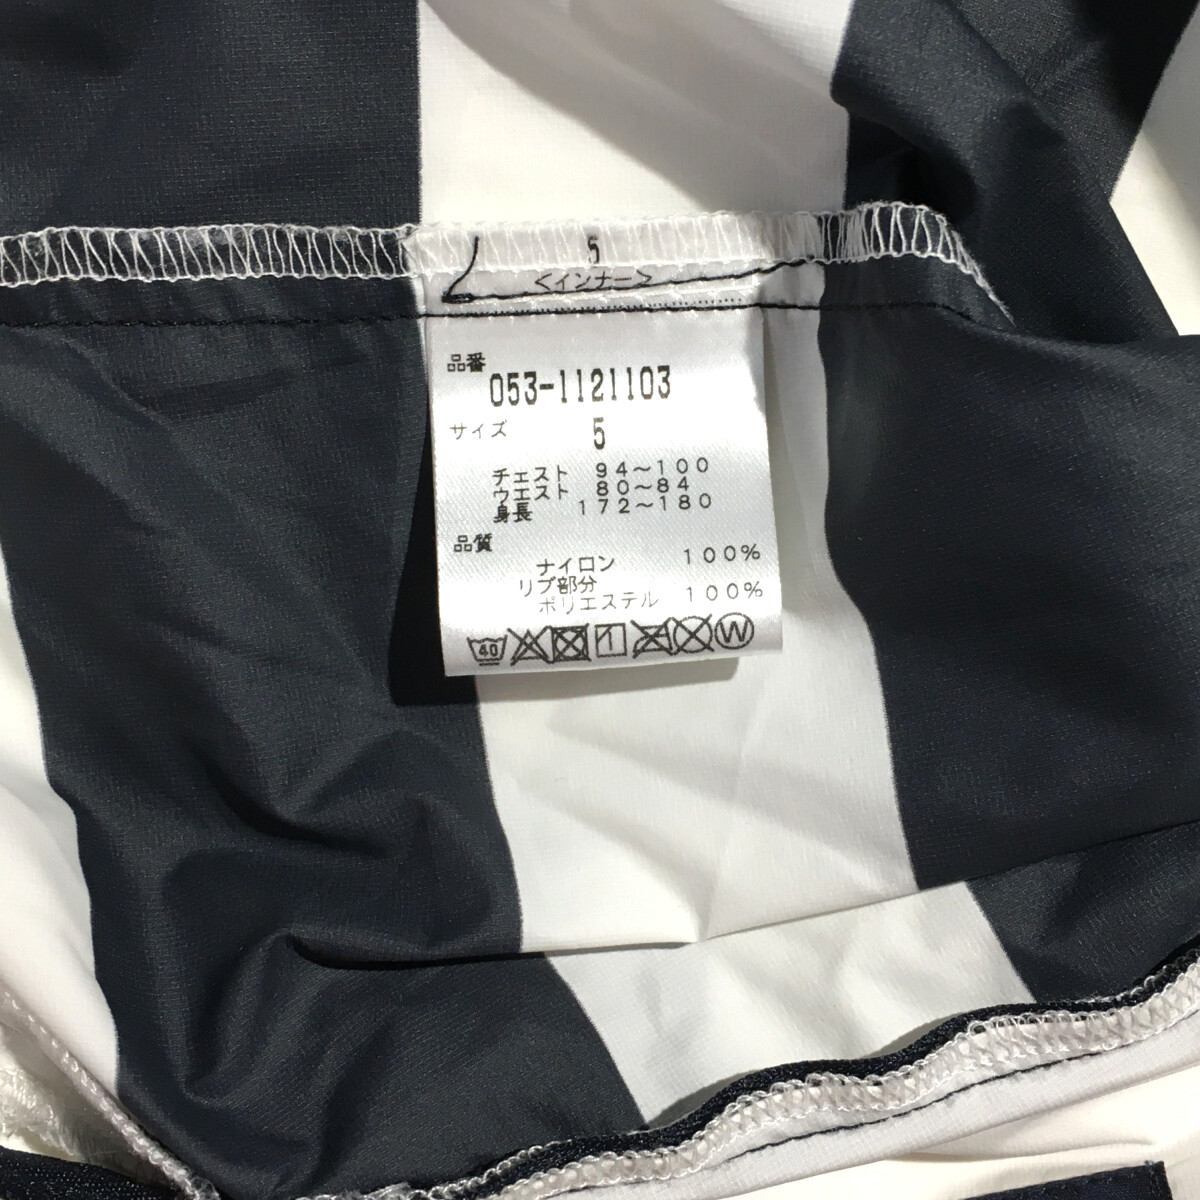 5
<インナー>
品番
053-1121103
サイズ 5
チェスト 94～100
ウエスト 80～84
身長 172～180
品質
ナイロン 100%
リブ部分
ポリエステル 100%
40 W